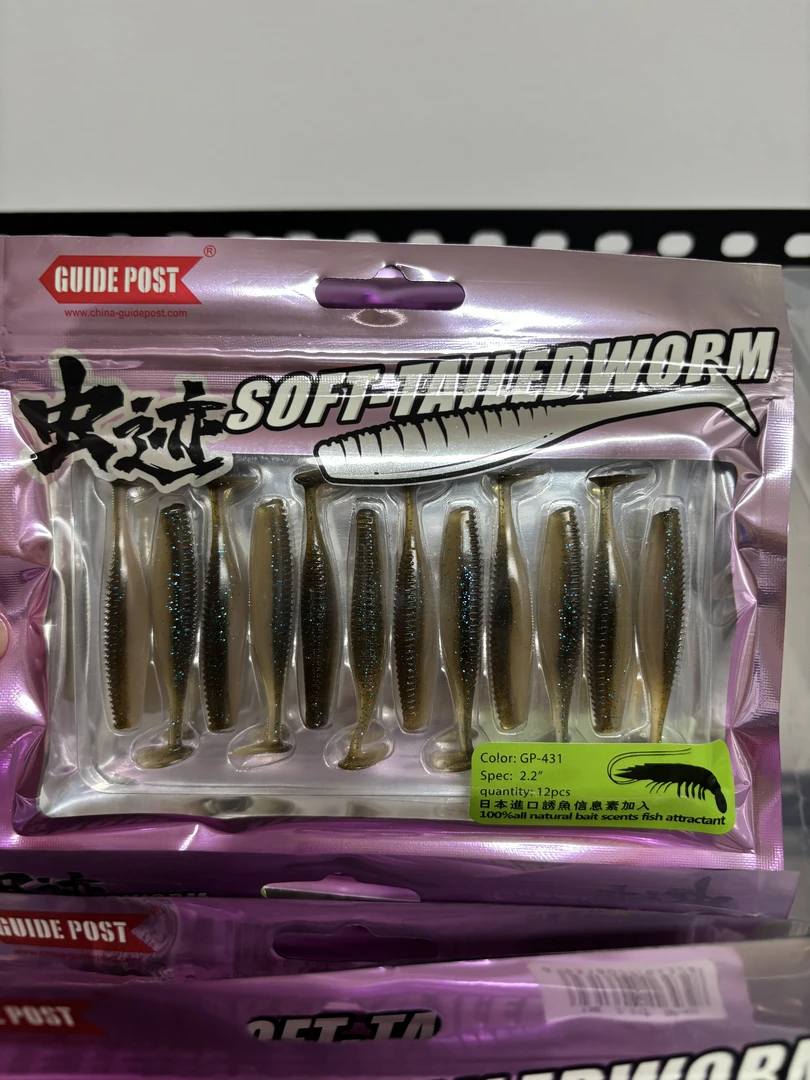 GUIDE POST®
www.china-guidepost.com
虫迹
SOFT-TAILEDWORM
Color: GP-431
Spec: 2.2"
quantity: 12pcs
日本進口誘魚信息素加入
100%all natural bait scents fish attractant
GUIDE POST
POST